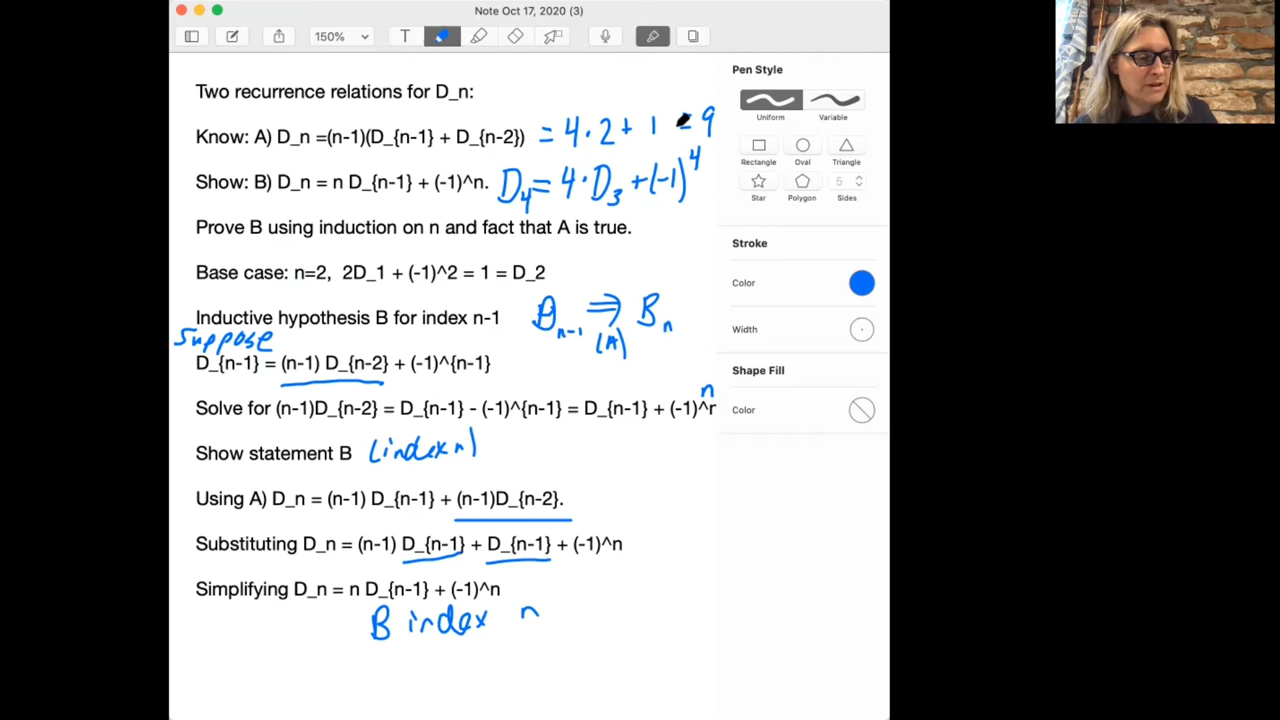 Note Oct 17, 2020 (3)
150%
T
Two recurrence relations for D_n:
Know: A) D_n =(n-1)(D_{n-1} + D_{n-2}) = 4·2 + 1 = 9
Show: B) D_n = n D_{n-1} + (-1)^n. D_4 = 4·D_3 + (-1)^4
Prove B using induction on n and fact that A is true.
Base case: n=2, 2D_1 + (-1)^2 = 1 = D_2
Inductive hypothesis B for index n-1 B_{n-1} ⇒ B_n
(A)
Suppose
D_{n-1} = (n-1) D_{n-2} + (-1)^{n-1}
n
Solve for (n-1)D_{n-2} = D_{n-1} - (-1)^{n-1} = D_{n-1} + (-1)^n
Show statement B (index n)
Using A) D_n = (n-1) D_{n-1} + (n-1)D_{n-2}.
Substituting D_n = (n-1) D_{n-1} + D_{n-1} + (-1)^n
Simplifying D_n = n D_{n-1} + (-1)^n
B index n
Pen Style
Uniform Variable
Rectangle Oval Triangle
5
Star Polygon Sides
Stroke
Color
Width
Shape Fill
Color